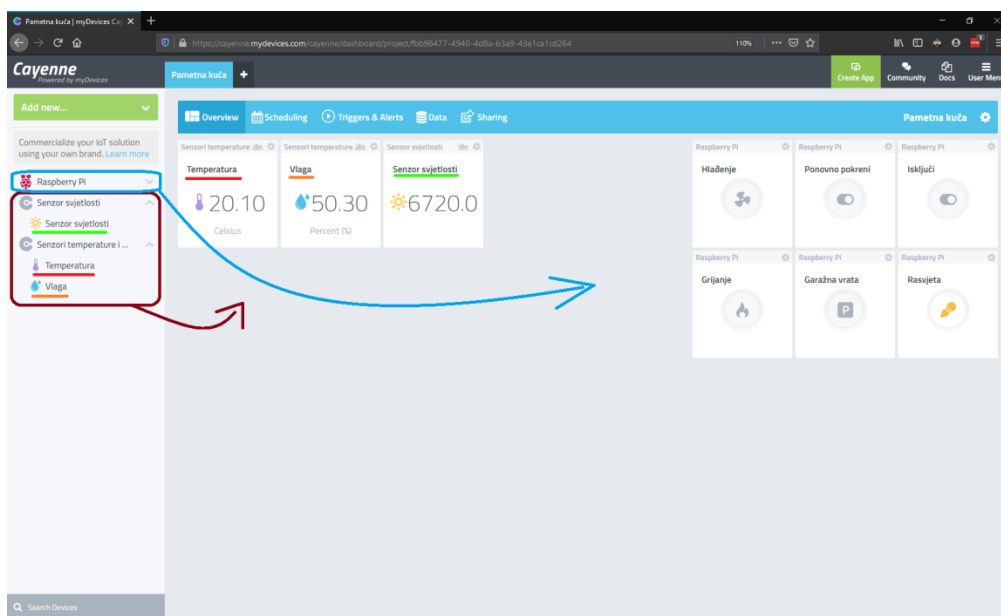 Pametna kuća | myDevices Cay
https://cayenne.mydevices.com/cayenne/dashboard/project/fbb98477-4940-4d8a-b3a9-43e1ca1cd264
110%
Cayenne
Powered by myDevices
Pametna kuća
+
Create App
Community
Docs
User Menu
Add new...
Overview
Scheduling
Triggers & Alerts
Data
Sharing
Pametna kuća
Commercialize your IoT solution
using your own brand. Learn more
Raspberry Pi
Senzor svjetlosti
Senzor svjetlosti
Senzori temperature i ...
Temperatura
Vlaga
Senzori temperature
Temperatura
20.10
Celsius
Senzori temperature
Vlaga
50.30
Percent (%)
Senzor svjetlosti
Senzor svjetlosti
6720.0
Raspberry Pi
Hlađenje
Raspberry Pi
Ponovno pokreni
Raspberry Pi
Isključi
Raspberry Pi
Grijanje
Raspberry Pi
Garažna vrata
P
Raspberry Pi
Rasvjeta
Search Devices